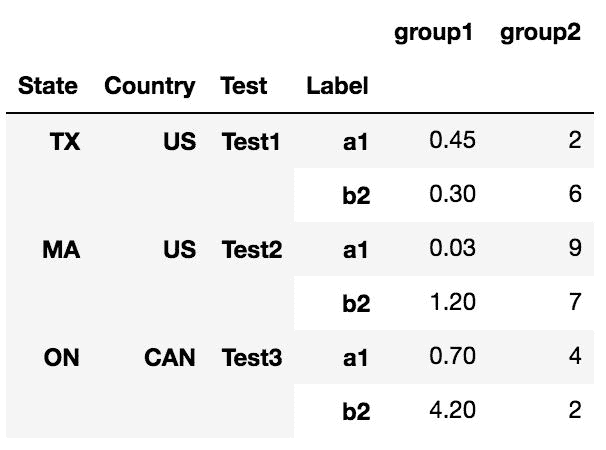 group1 group2
State Country Test Label
TX US Test1 a1 0.45 2
b2 0.30 6
MA US Test2 a1 0.03 9
b2 1.20 7
ON CAN Test3 a1 0.70 4
b2 4.20 2